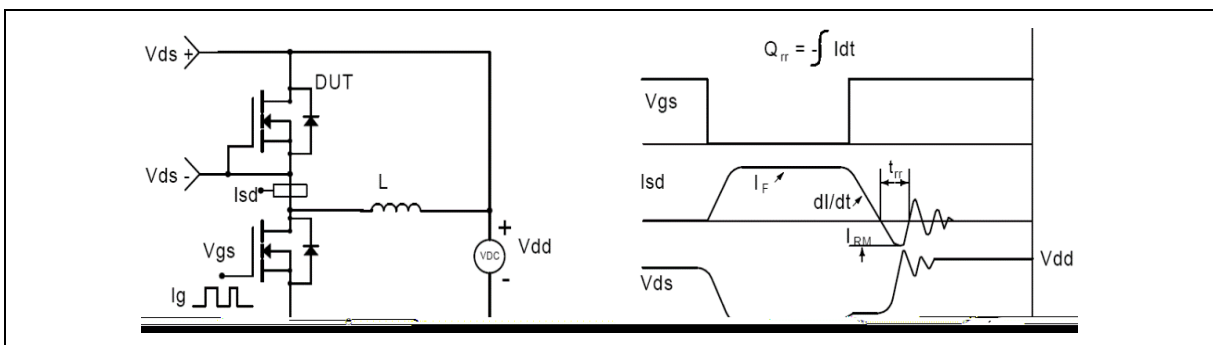 Vds +
DUT
Vds -
Isd
L
Vgs
Ig
+
VDC
-
Vdd
Q_rr = -∫ Idt
Vgs
Isd
I_F
dI/dt
t_rr
I_RM
Vdd
Vds